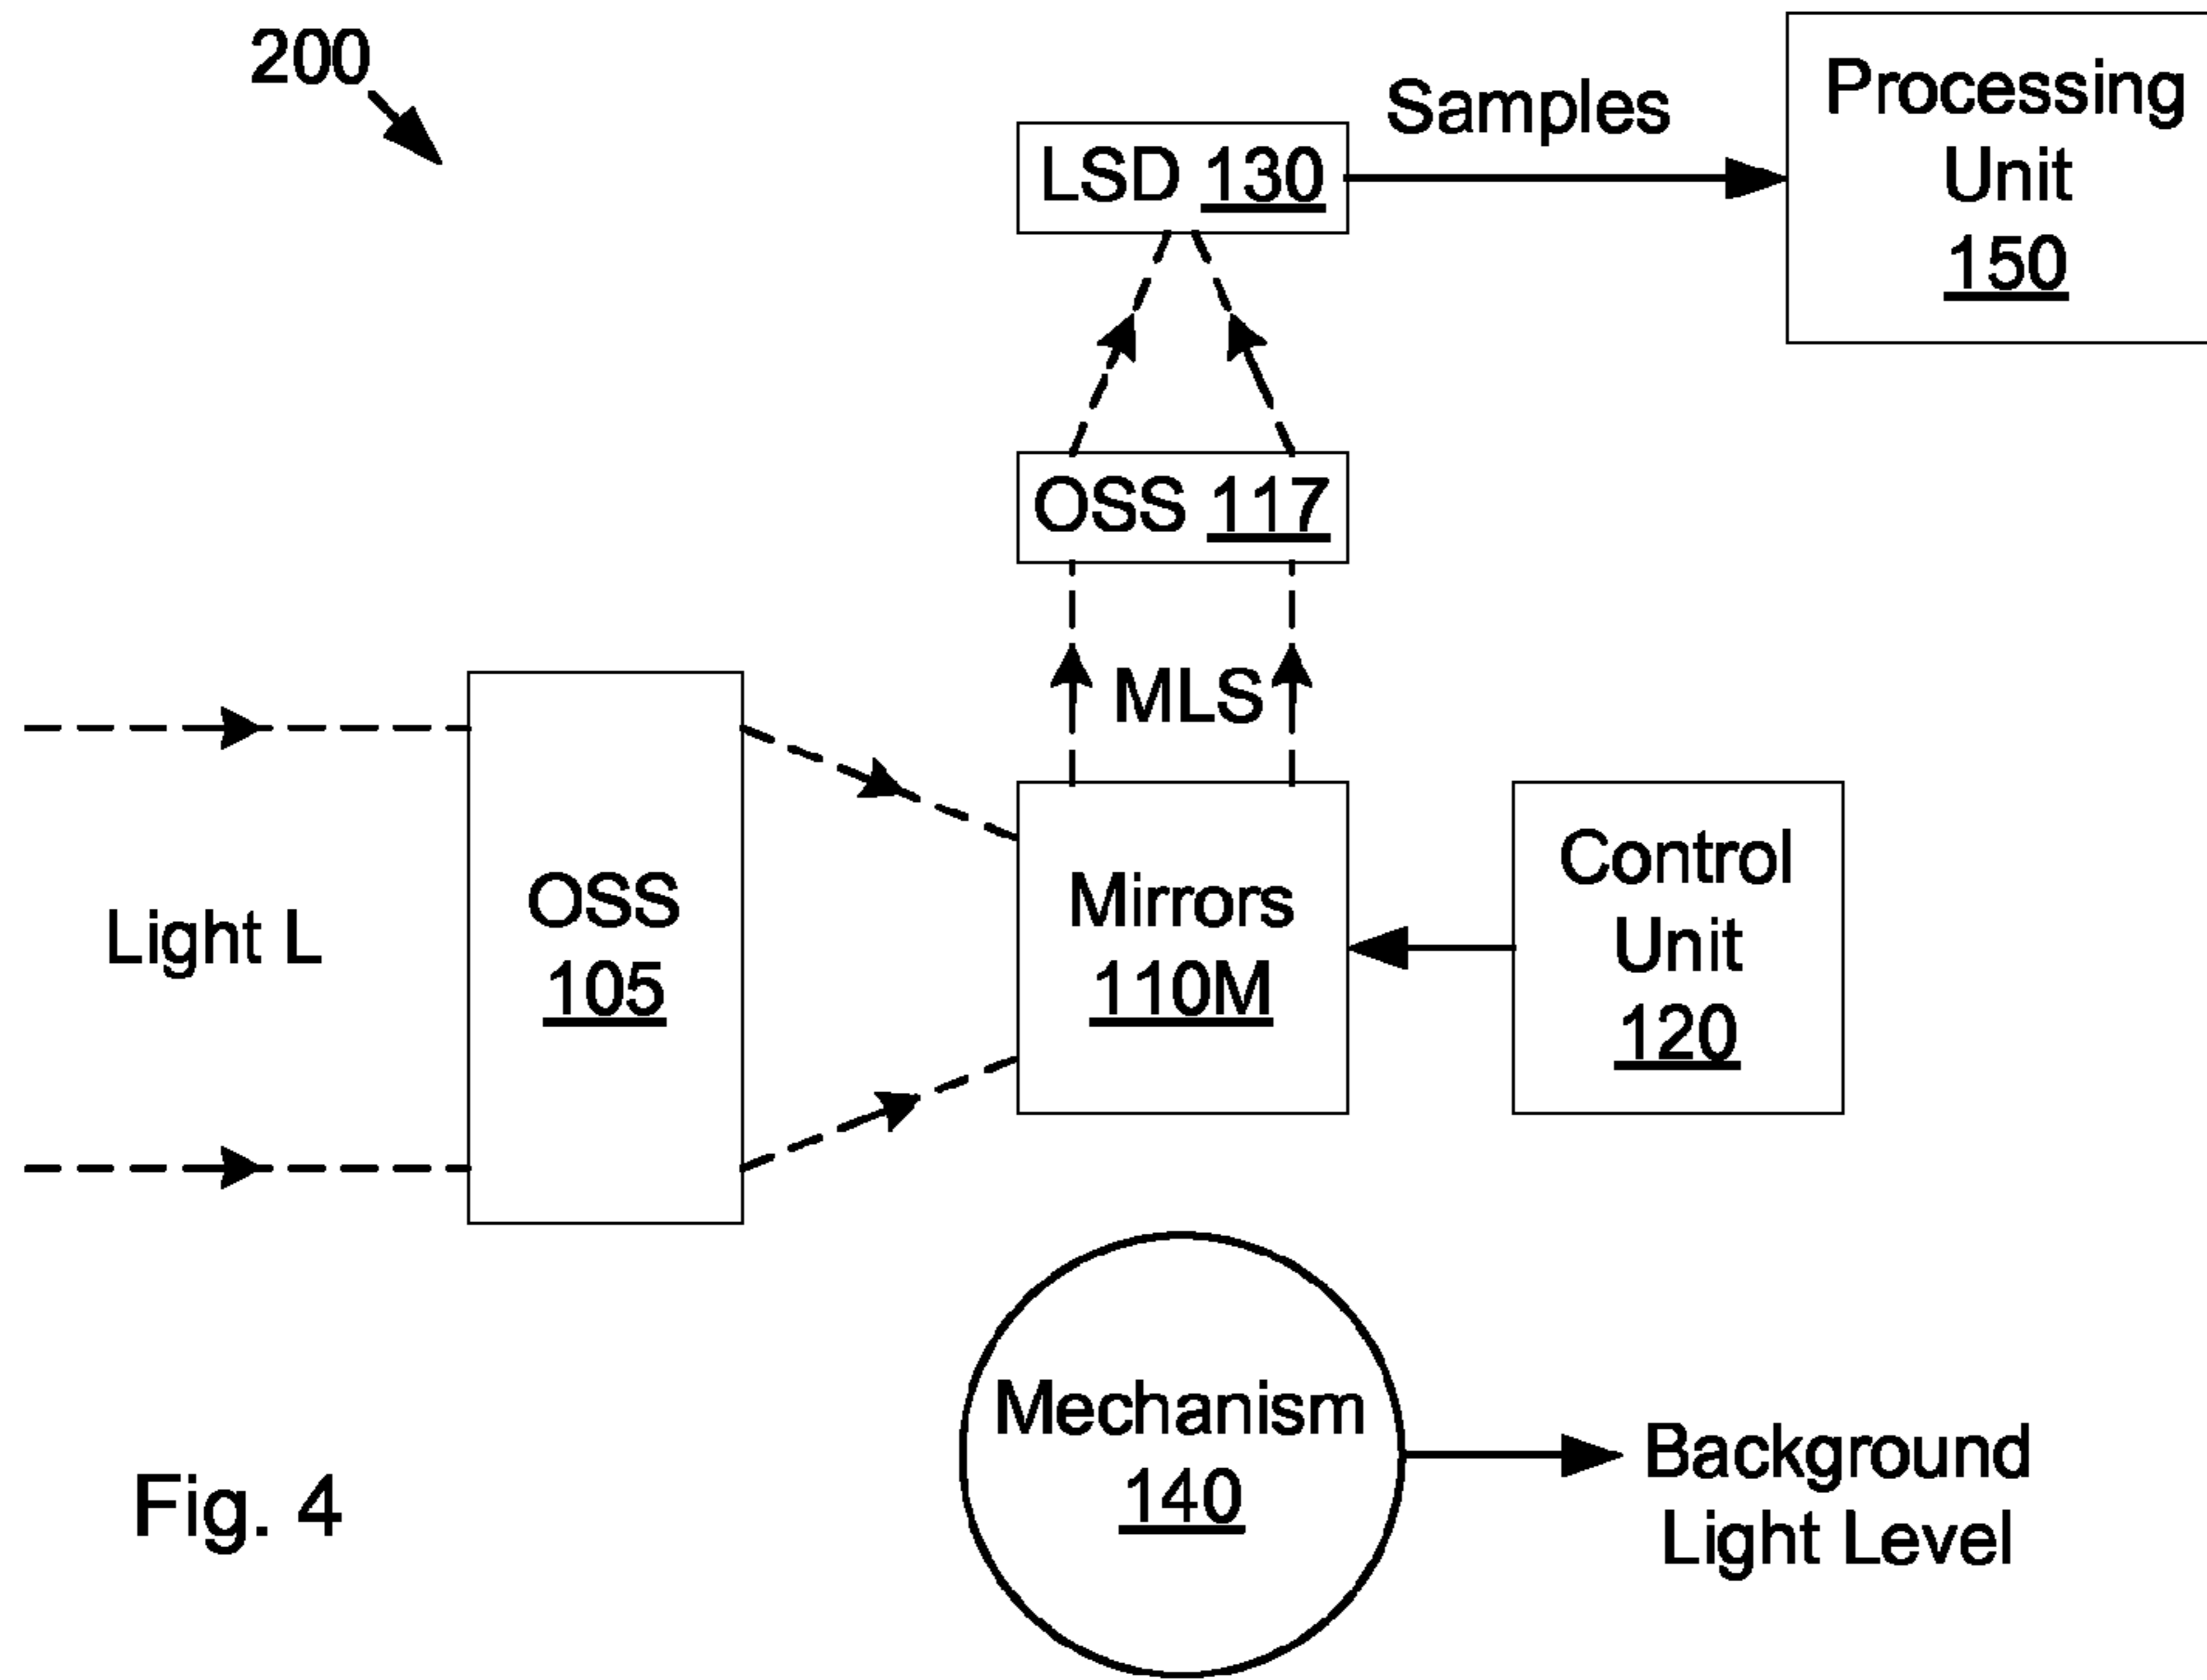 200
LSD 130
Samples
Processing
Unit
150
OSS 117
MLS
Light L
OSS
105
Mirrors
110M
Control
Unit
120
Mechanism
140
Background
Light Level
Fig. 4